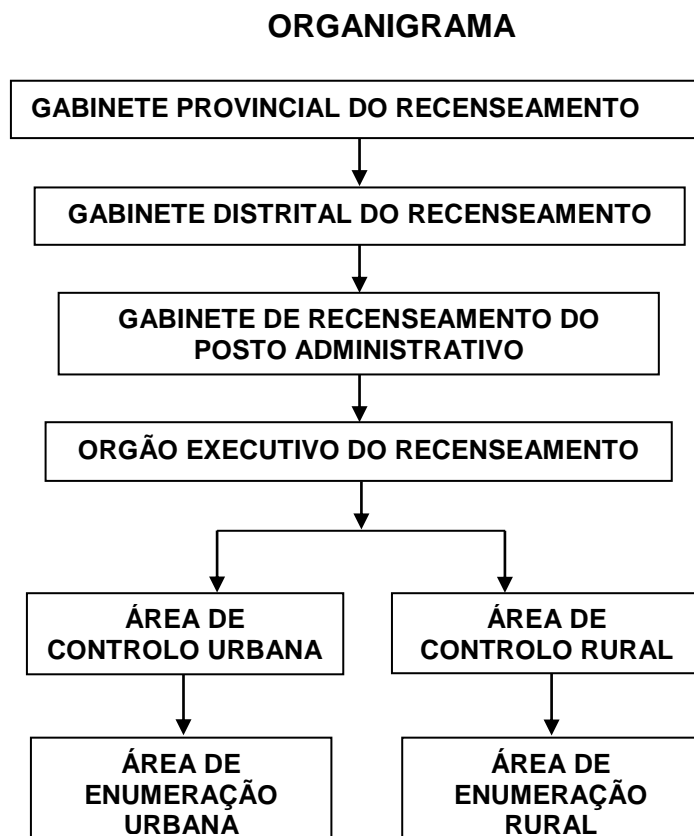 ORGANIGRAMA
GABINETE PROVINCIAL DO RECENSEAMENTO
GABINETE DISTRITAL DO RECENSEAMENTO
GABINETE DE RECENSEAMENTO DO
POSTO ADMINISTRATIVO
ORGÃO EXECUTIVO DO RECENSEAMENTO
ÁREA DE
CONTROLO URBANA
ÁREA DE
CONTROLO RURAL
ÁREA DE
ENUMERAÇÃO
URBANA
ÁREA DE
ENUMERAÇÃO
RURAL